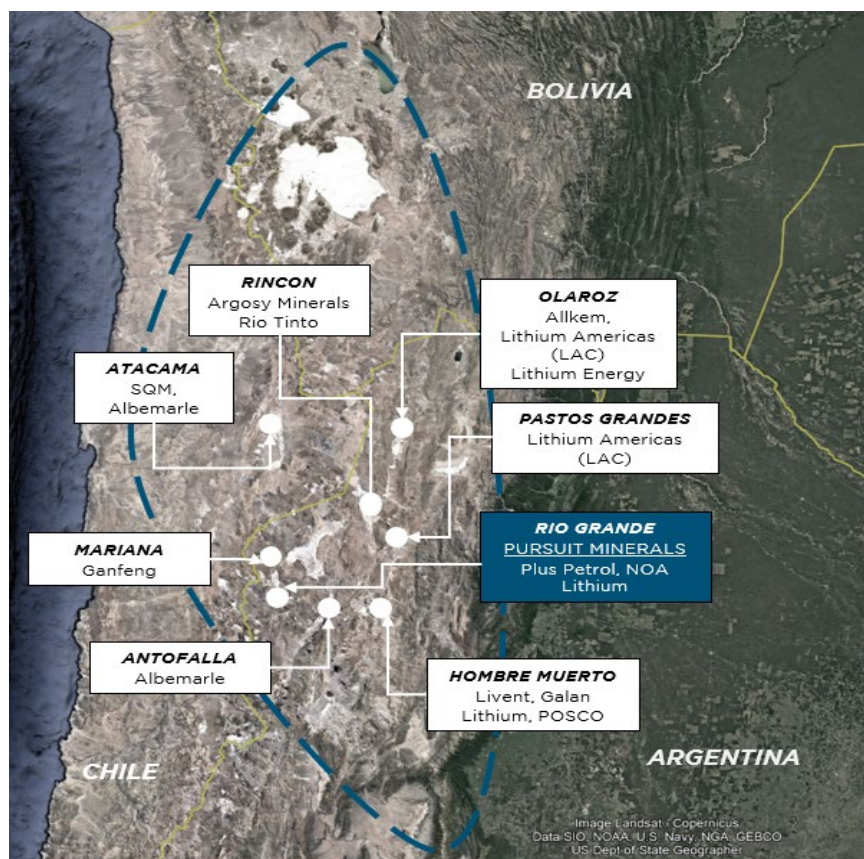 BOLIVIA
RINCON
Argosy Minerals
Rio Tinto
OLAROZ
Allkem,
Lithium Americas
(LAC)
Lithium Energy
ATACAMA
SQM,
Albemarle
PASTOS GRANDES
Lithium Americas
(LAC)
RIO GRANDE
PURSUIT MINERALS
Plus Petrol, NOA
Lithium
MARIANA
Ganfeng
ANTOFALLA
Albemarle
HOMBRE MUERTO
Livent, Galan
Lithium, POSCO
CHILE
ARGENTINA
Image Landsat / Copernicus
Data SIO, NOAA, U.S. Navy, NGA, GEBCO
US Dept of State Geographer